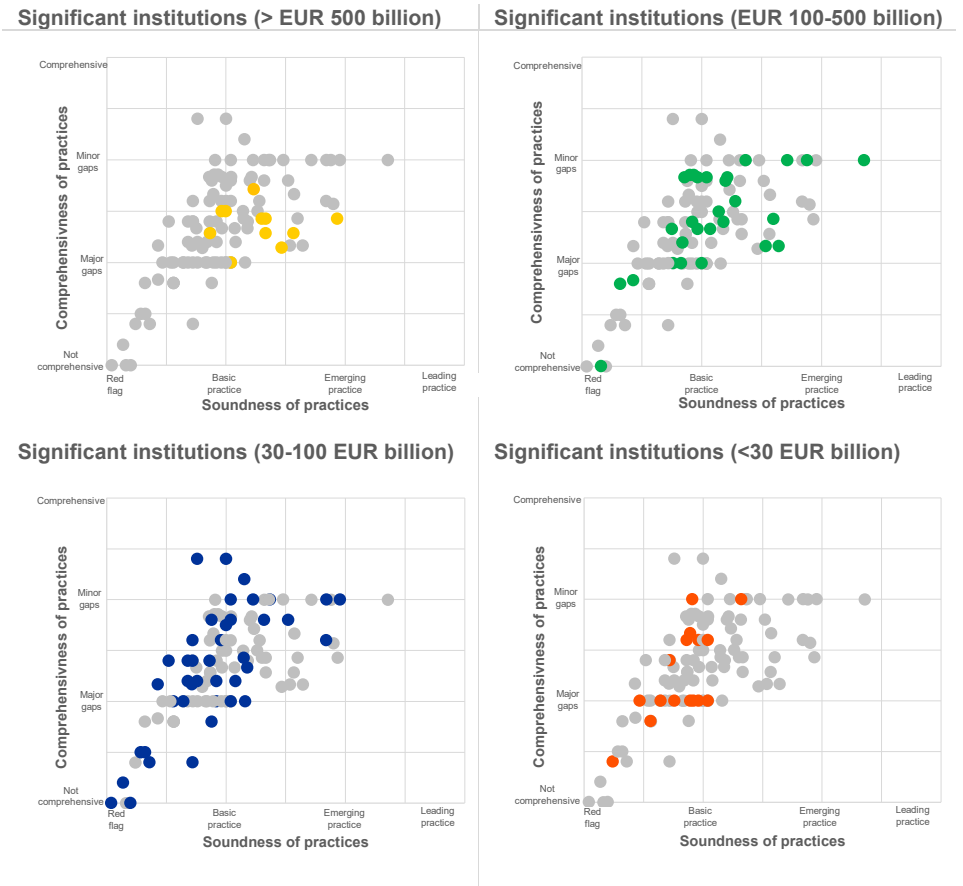 Significant institutions (> EUR 500 billion)
Comprehensive
Minor
gaps
Major
gaps
Not
comprehensive
Comprehensivness of practices
Red
flag
Basic
practice
Emerging
practice
Leading
practice
Soundness of practices
Significant institutions (EUR 100-500 billion)
Comprehensive
Minor
gaps
Major
gaps
Not
comprehensive
Comprehensivness of practices
Red
flag
Basic
practice
Emerging
practice
Leading
practice
Soundness of practices
Significant institutions (30-100 EUR billion)
Comprehensive
Minor
gaps
Major
gaps
Not
comprehensive
Comprehensivness of practices
Red
flag
Basic
practice
Emerging
practice
Leading
practice
Soundness of practices
Significant institutions (<30 EUR billion)
Comprehensive
Minor
gaps
Major
gaps
Not
comprehensive
Comprehensivness of practices
Red
flag
Basic
practice
Emerging
practice
Leading
practice
Soundness of practices